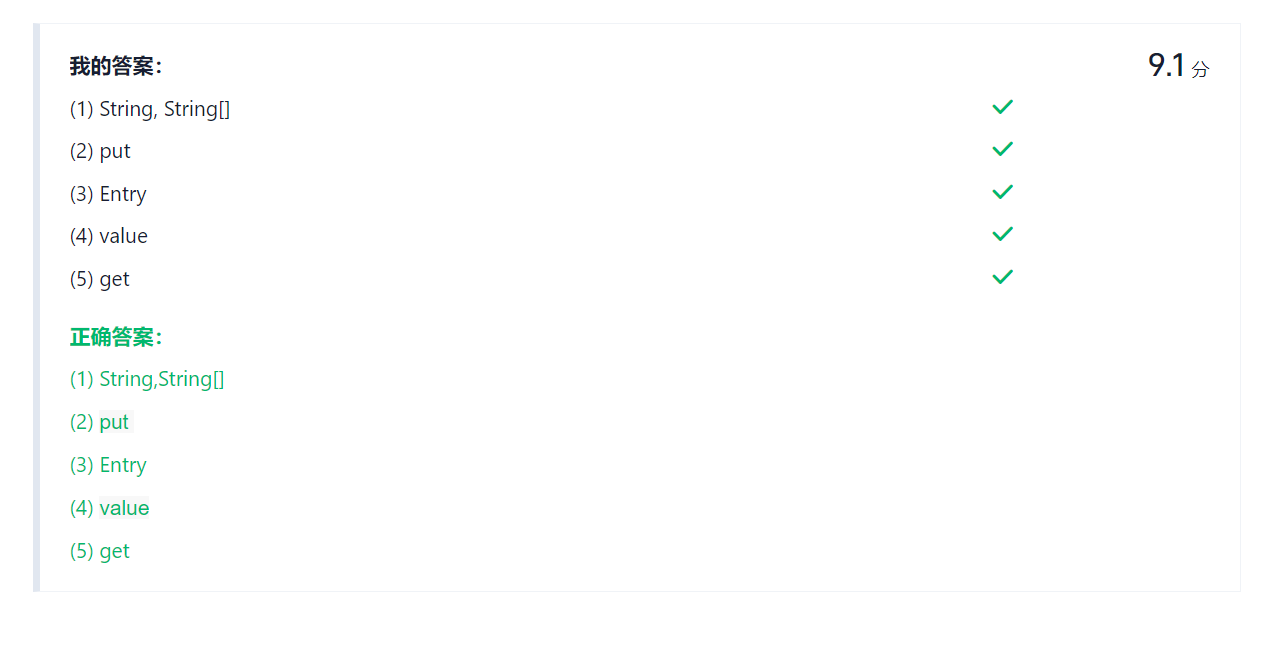 我的答案：
9.1 分
(1) String, String[]
(2) put
(3) Entry
(4) value
(5) get
正确答案：
(1) String,String[]
(2) put
(3) Entry
(4) value
(5) get